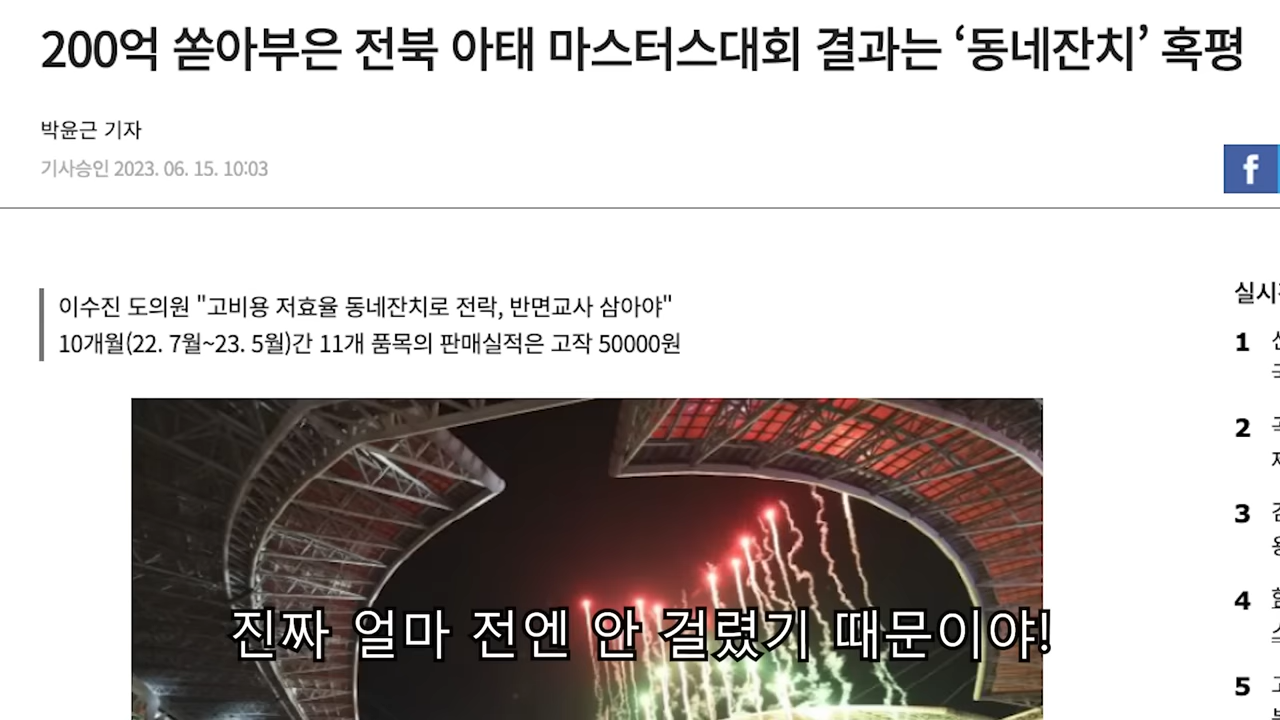 200억 쏟아부은 전북 아태 마스터스대회 결과는 ‘동네잔치’ 혹평
박윤근 기자
기사승인 2023. 06. 15. 10:03
f
이수진 도의원 "고비용 저효율 동네잔치로 전락, 반면교사 삼아야"
10개월(22. 7월~23. 5월)간 11개 품목의 판매실적은 고작 50000원
실시
1
2
3
4
5
진짜 얼마 전엔 안 걸렸기 때문이야!